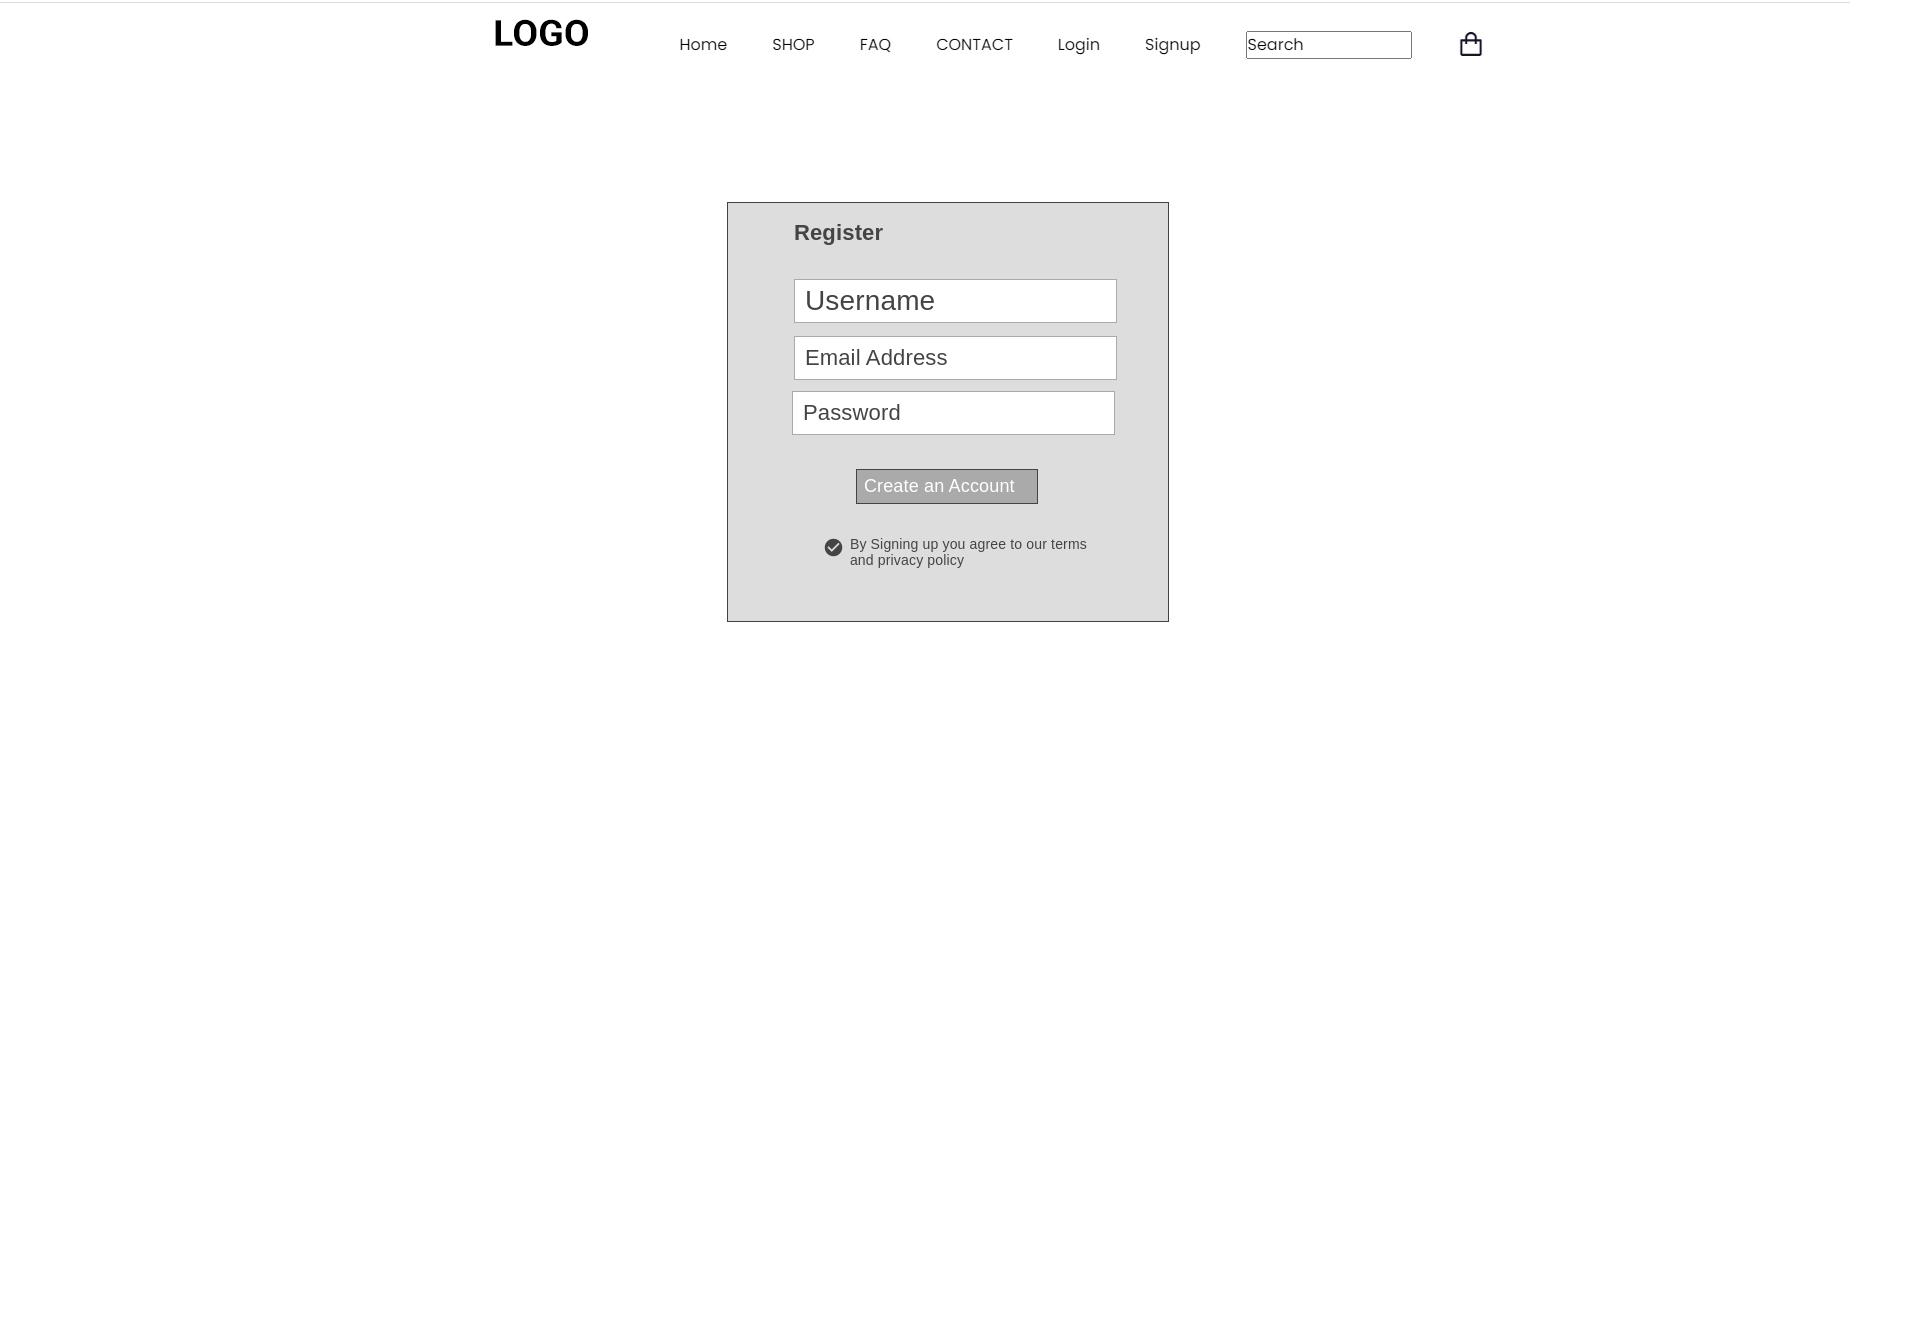 LOGO
Home SHOP FAQ CONTACT Login Signup Search
Register
Username
Email Address
Password
Create an Account
By Signing up you agree to our terms
and privacy policy